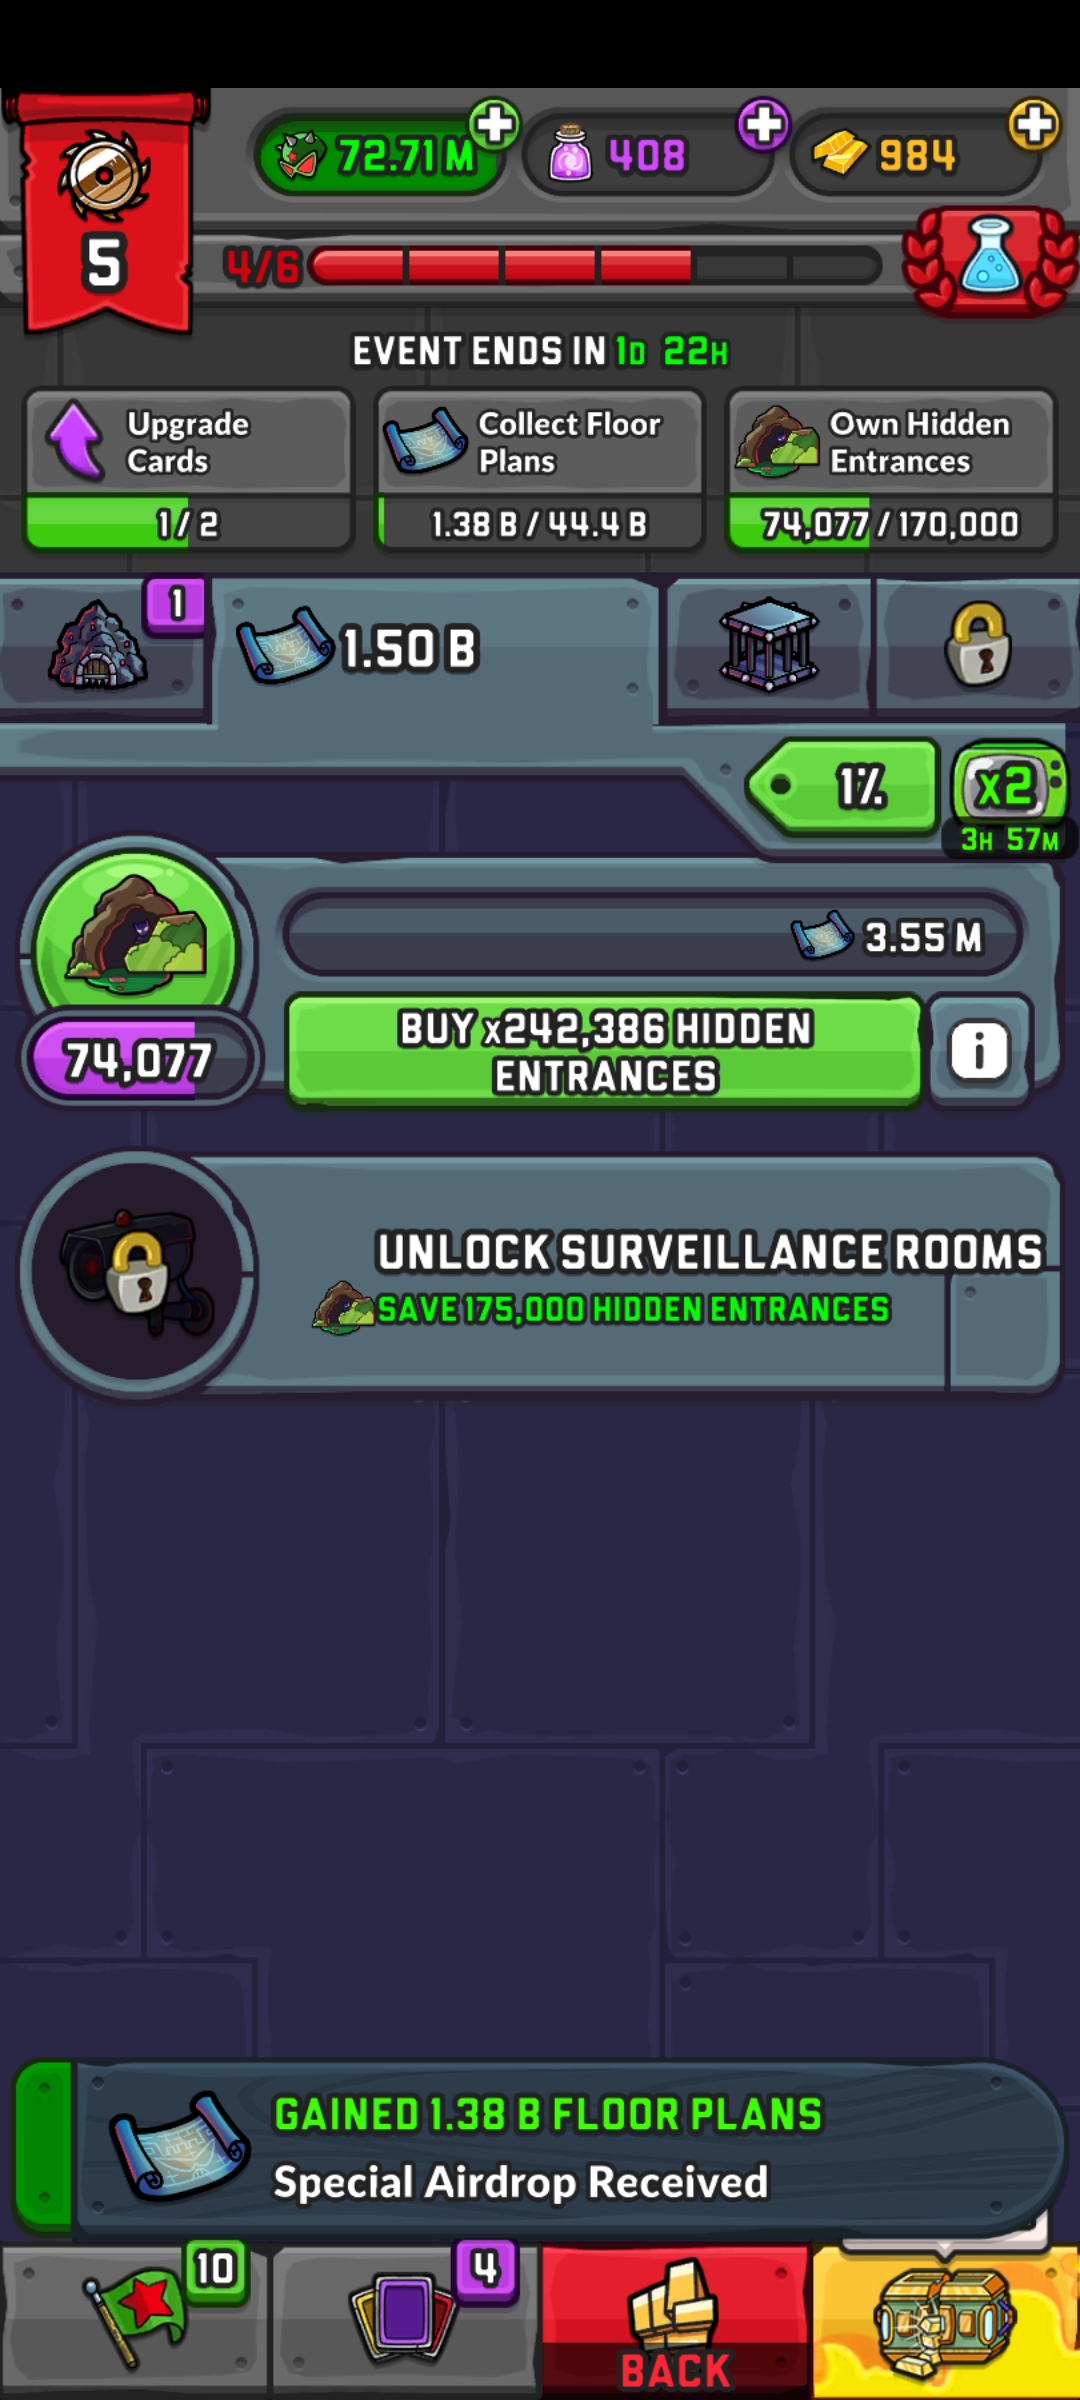 72.71 M
408
984
5
4/6
EVENT ENDS IN 1D 22H
Upgrade
Cards
1 / 2
Collect Floor
Plans
1.38 B / 44.4 B
Own Hidden
Entrances
74,077 / 170,000
1
1.50 B
1%
x2
3H 57M
3.55 M
74,077
BUY x242,386 HIDDEN
ENTRANCES
i
UNLOCK SURVEILLANCE ROOMS
SAVE 175,000 HIDDEN ENTRANCES
GAINED 1.38 B FLOOR PLANS
Special Airdrop Received
10
4
BACK